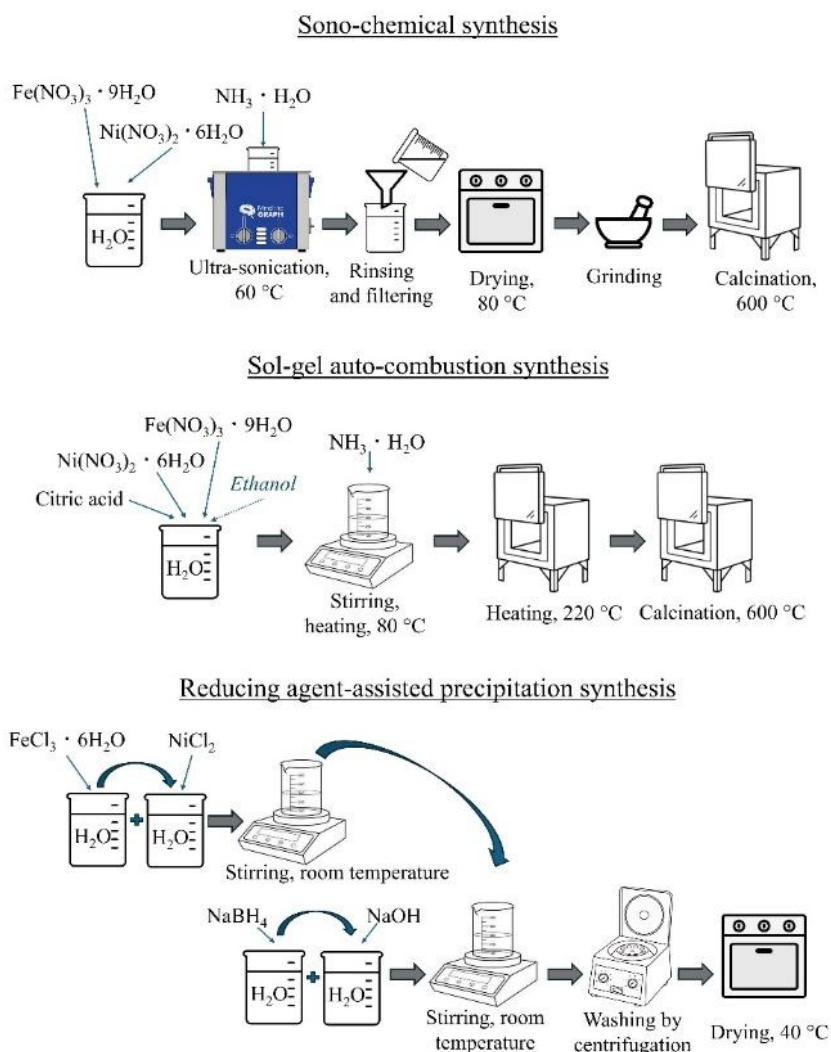 Sono-chemical synthesis
Fe(NO₃)₃ · 9H₂O
Ni(NO₃)₂ · 6H₂O
NH₃ · H₂O
H₂O
GRAPH
Ultra-sonication,
60 °C
Rinsing
and filtering
Drying,
80 °C
Grinding
Calcination,
600 °C
Sol-gel auto-combustion synthesis
Fe(NO₃)₃ · 9H₂O
Ni(NO₃)₂ · 6H₂O
Citric acid
Ethanol
NH₃ · H₂O
H₂O
Stirring,
heating, 80 °C
Heating, 220 °C
Calcination, 600 °C
Reducing agent-assisted precipitation synthesis
FeCl₃ · 6H₂O
NiCl₂
H₂O
+
H₂O
Stirring, room temperature
NaBH₄
NaOH
H₂O
+
H₂O
Stirring, room
temperature
Washing by
centrifugation
Drying, 40 °C